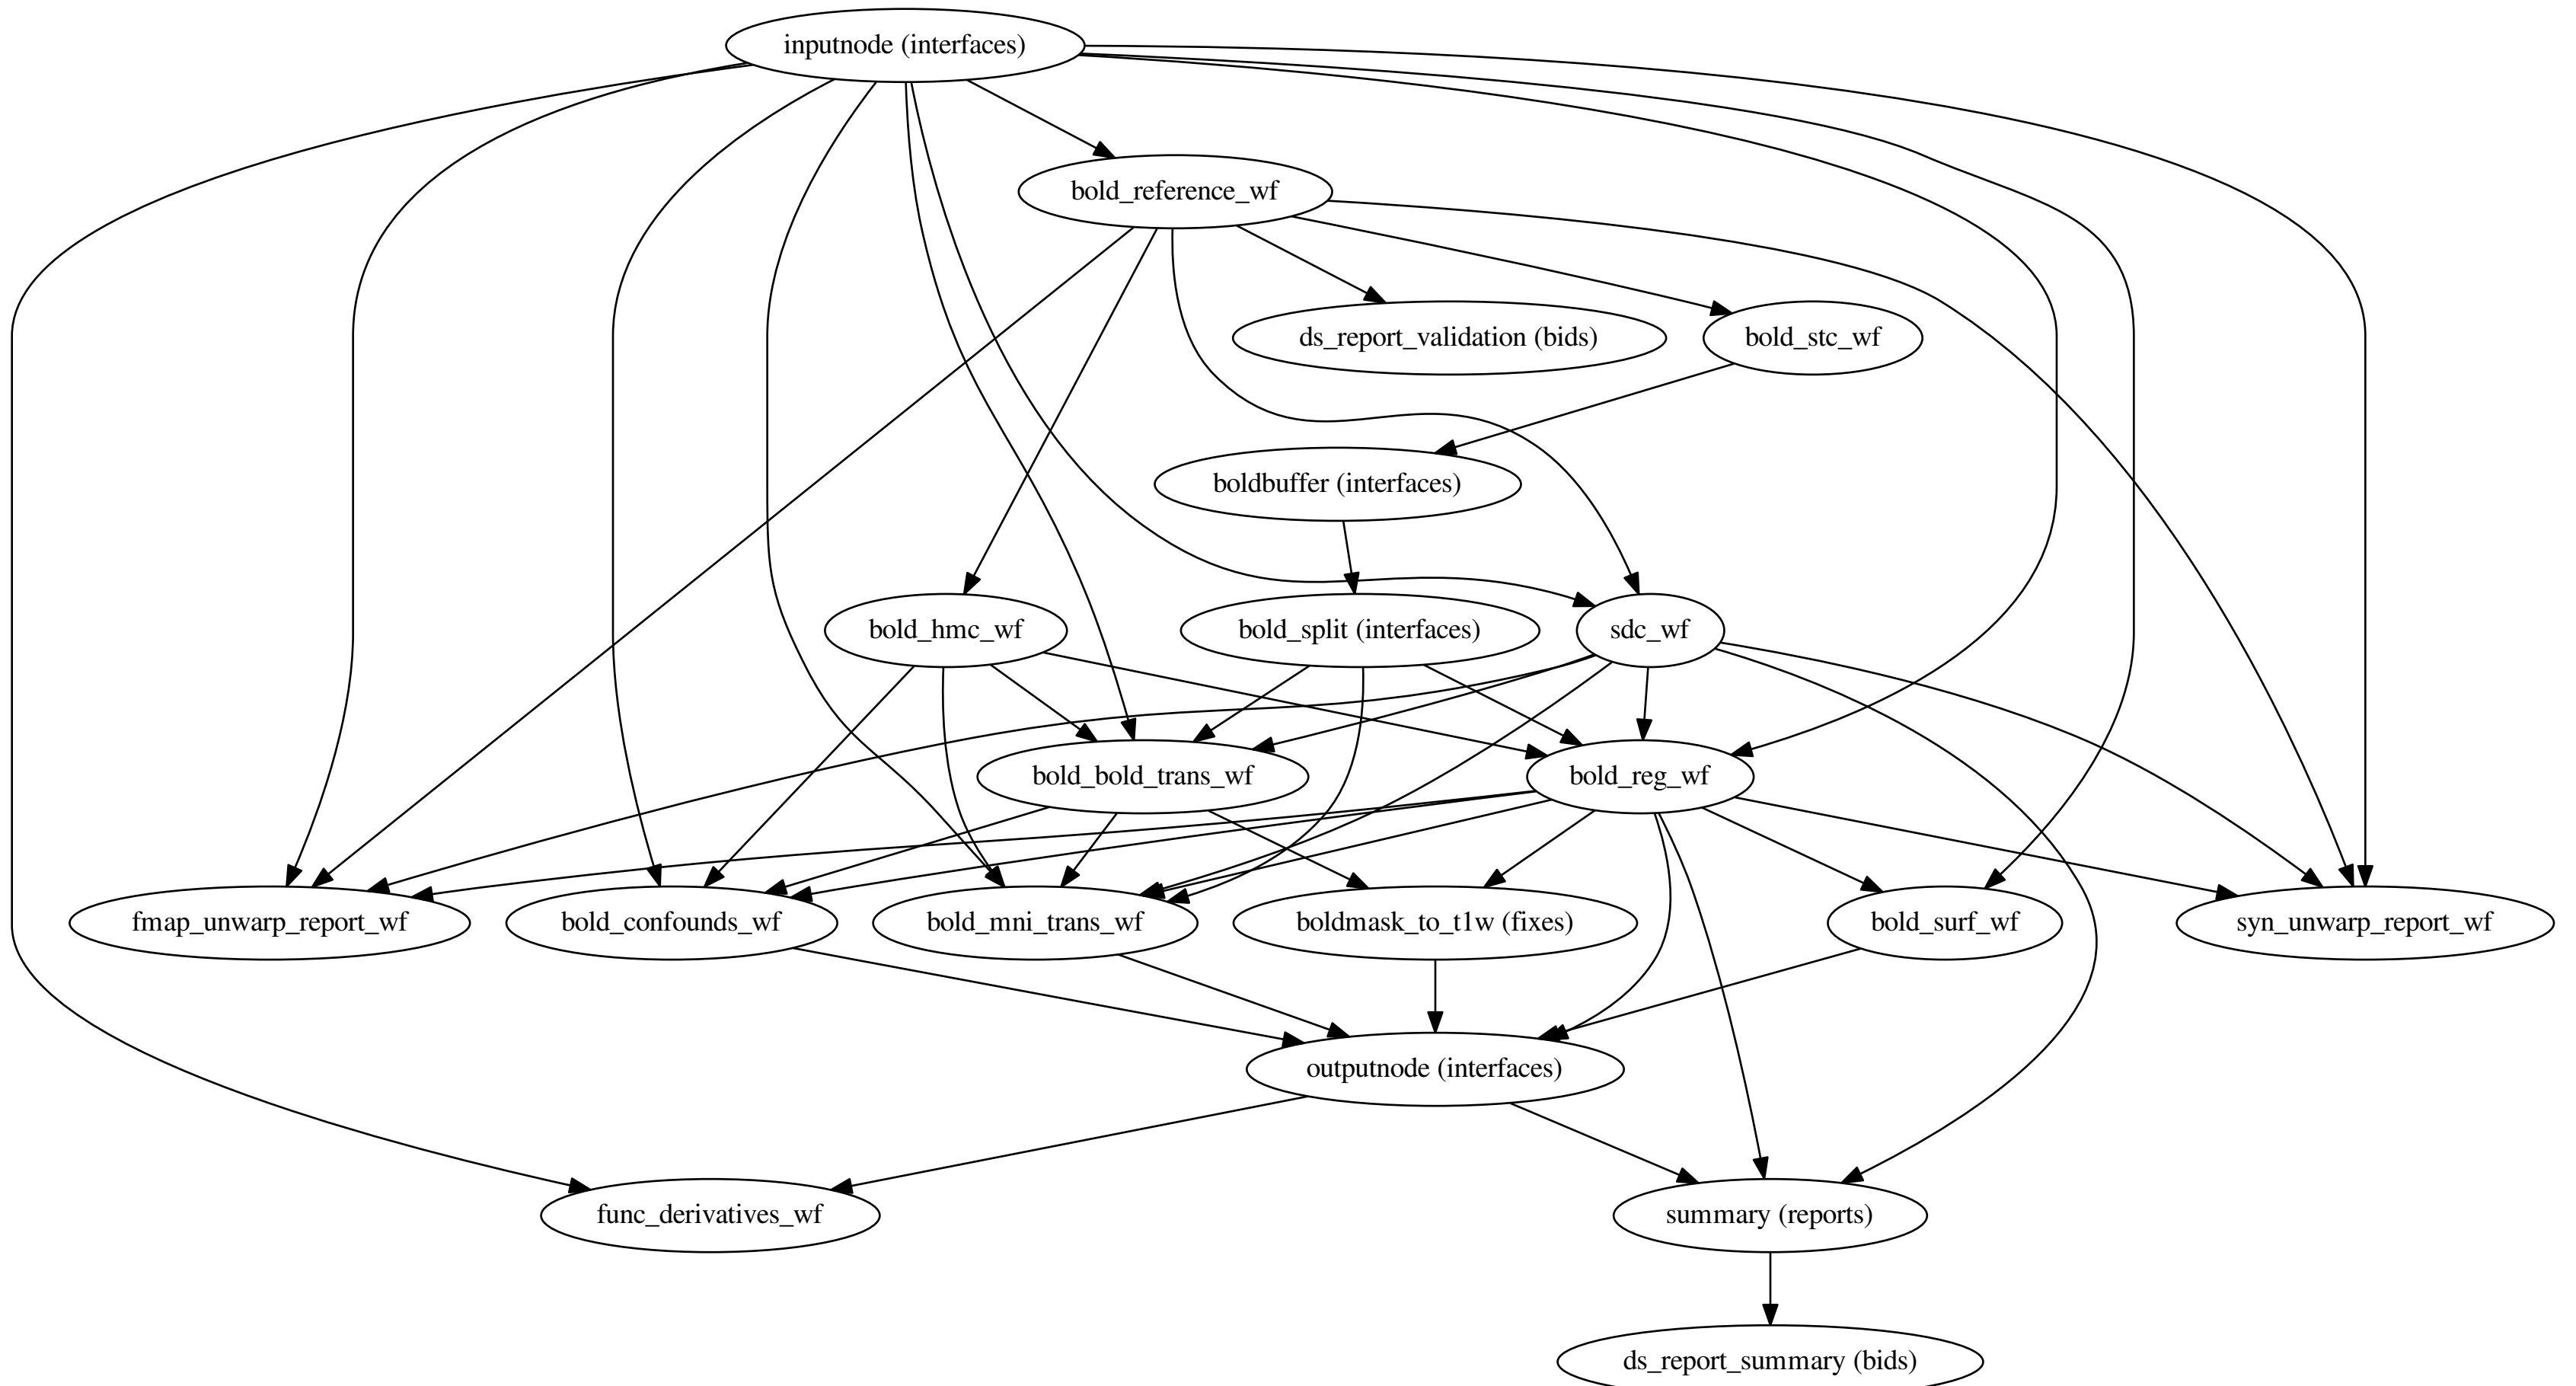 inputnode (interfaces)
bold_reference_wf
ds_report_validation (bids)
bold_stc_wf
boldbuffer (interfaces)
bold_hmc_wf
bold_split (interfaces)
sdc_wf
bold_bold_trans_wf
bold_reg_wf
fmap_unwarp_report_wf
bold_confounds_wf
bold_mni_trans_wf
boldmask_to_t1w (fixes)
bold_surf_wf
syn_unwarp_report_wf
outputnode (interfaces)
func_derivatives_wf
summary (reports)
ds_report_summary (bids)